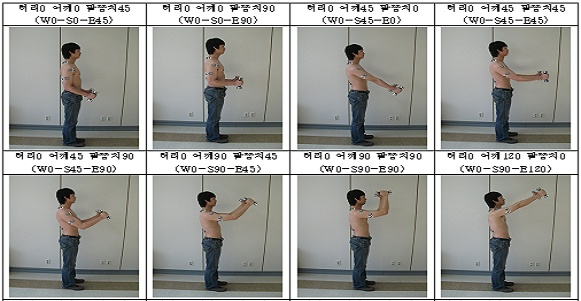 허리0 어깨0 팔꿈치45
(W0-S0-E45)
허리0 어깨0 팔꿈치90
(W0-S0-E90)
허리0 어깨45 팔꿈치0
(W0-S45-E0)
허리0 어깨45 팔꿈치45
(W0-S45-E45)
허리0 어깨45 팔꿈치90
(W0-S45-E90)
허리0 어깨90 팔꿈치45
(W0-S90-E45)
허리0 어깨90 팔꿈치90
(W0-S90-E90)
허리0 어깨120 팔꿈치0
(W0-S90-E120)